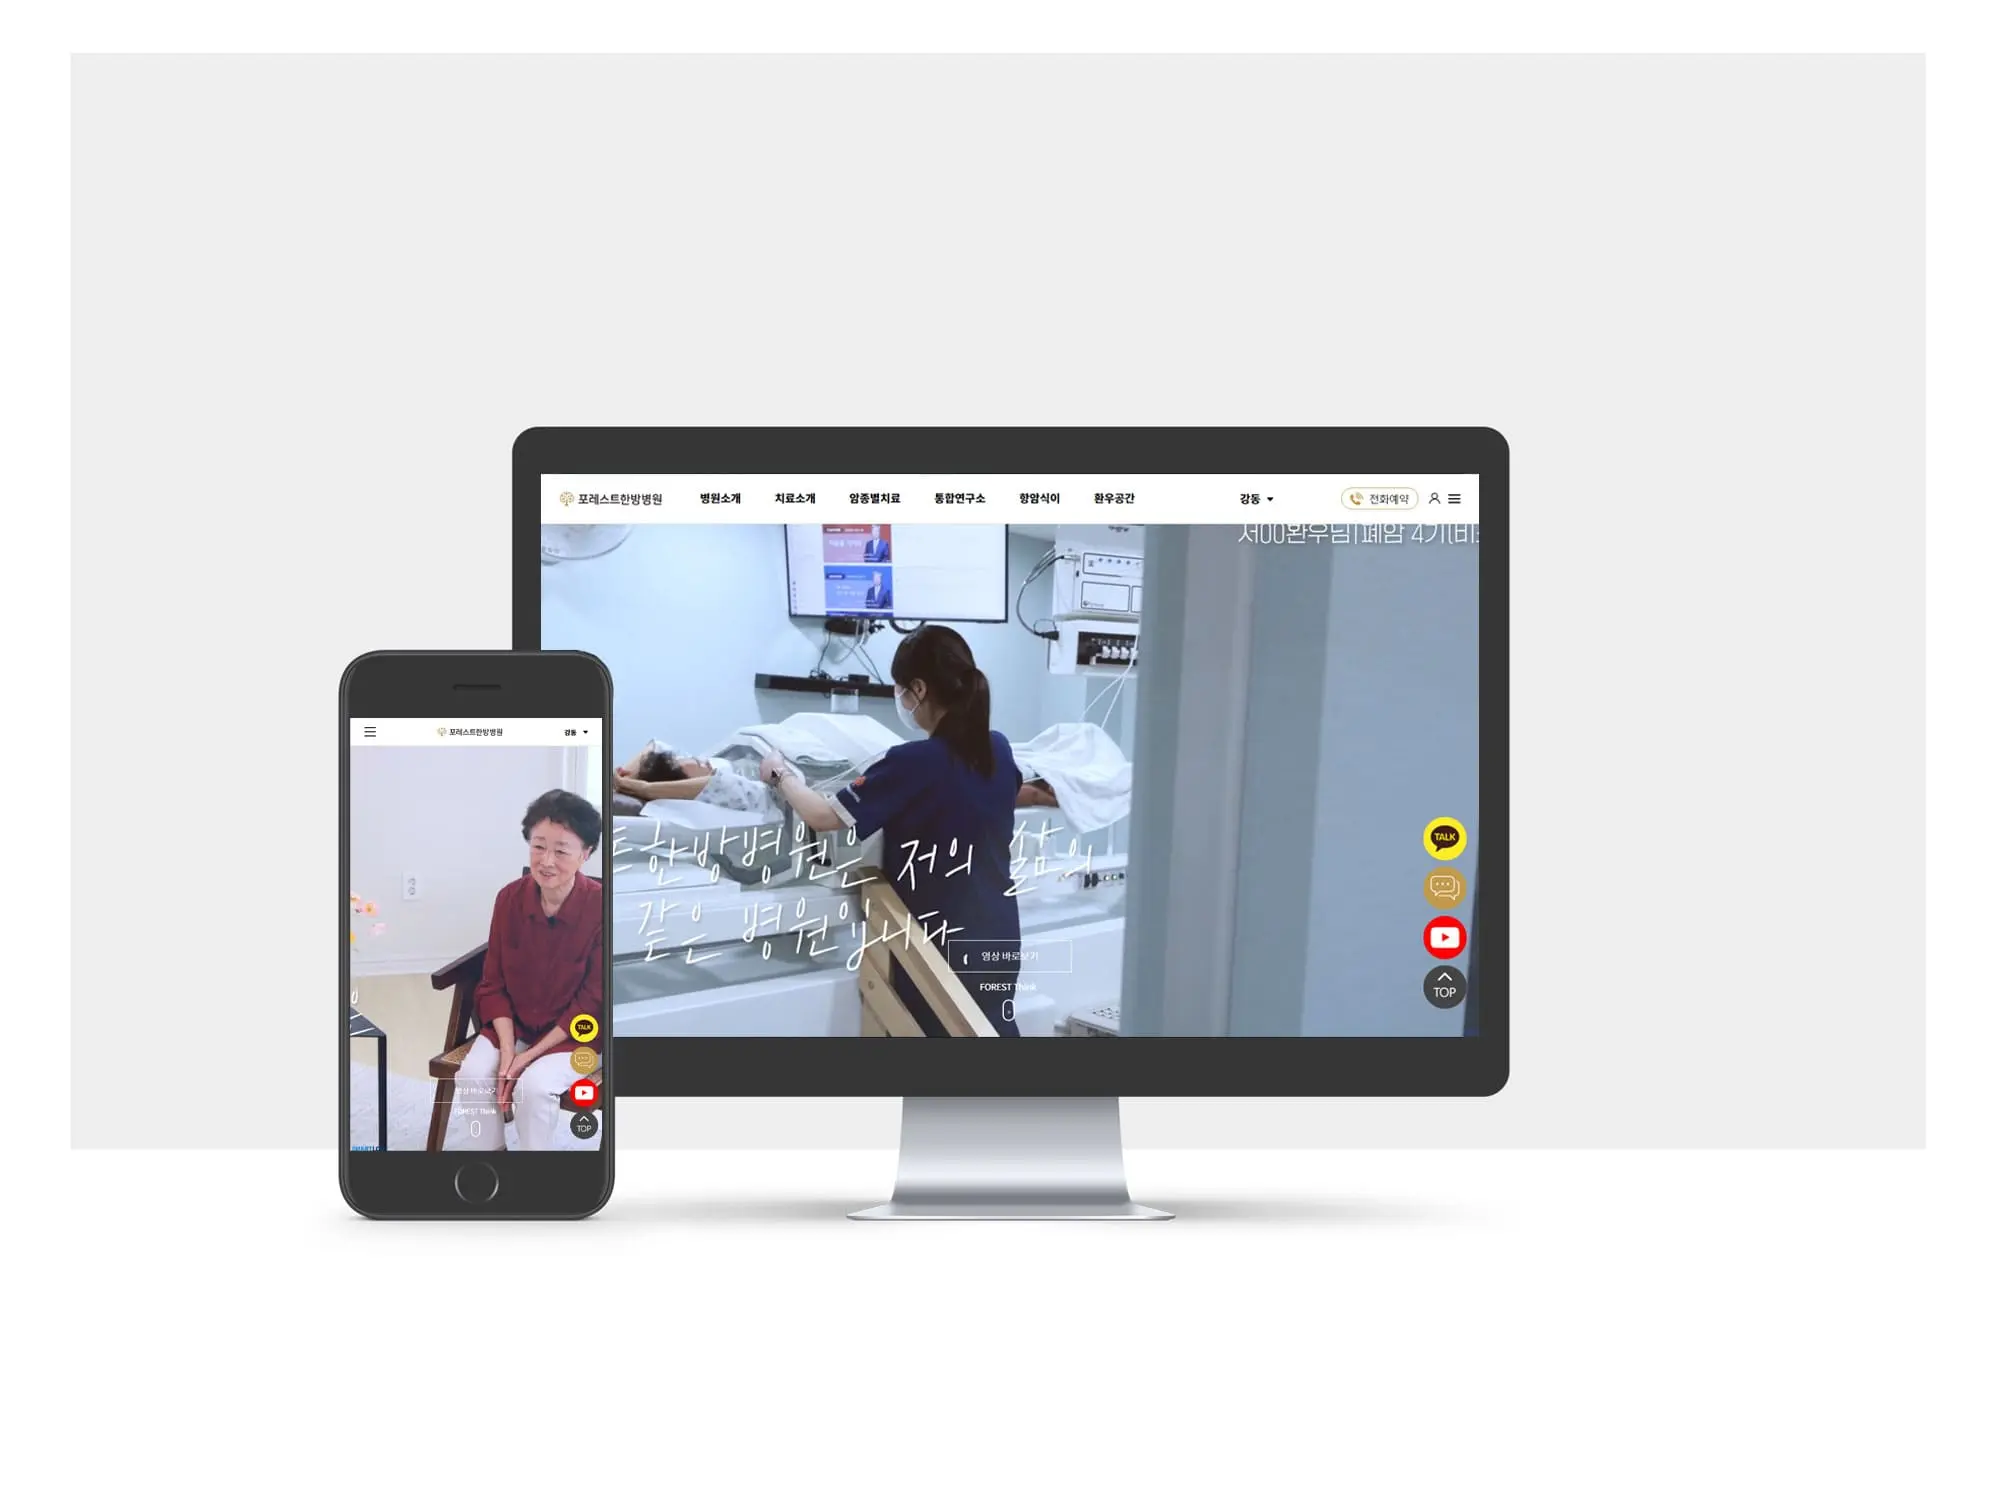 포레스트한방병원 병원소개 치료소개 암종별치료 통합연구소 항암식이 환우공간 강동 전화예약
서00환우님 폐암 4기(비
트한방병원은 저의 삶의
같은 병원입니다
영상 바로보기
FOREST Think
TALK
TOP
포레스트한방병원 강동
영상 바로보기
FOREST Think
TALK
TOP